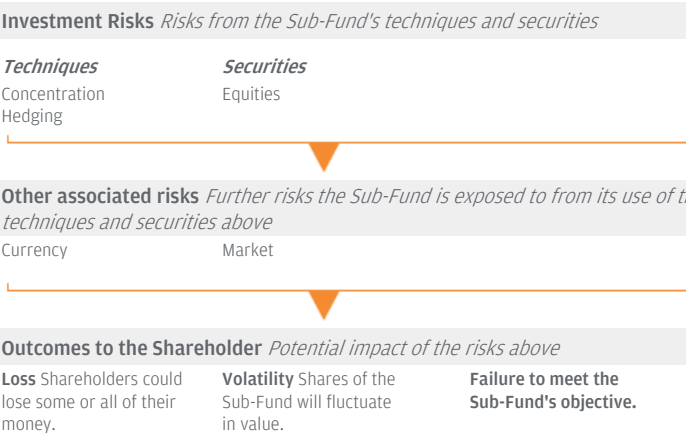 Investment Risks Risks from the Sub-Fund's techniques and securities
Techniques Securities
Concentration Equities
Hedging
Other associated risks Further risks the Sub-Fund is exposed to from its use of
techniques and securities above
Currency Market
Outcomes to the Shareholder Potential impact of the risks above
Loss Shareholders could Volatility Shares of the Failure to meet the
lose some or all of their Sub-Fund will fluctuate Sub-Fund's objective.
money. in value.